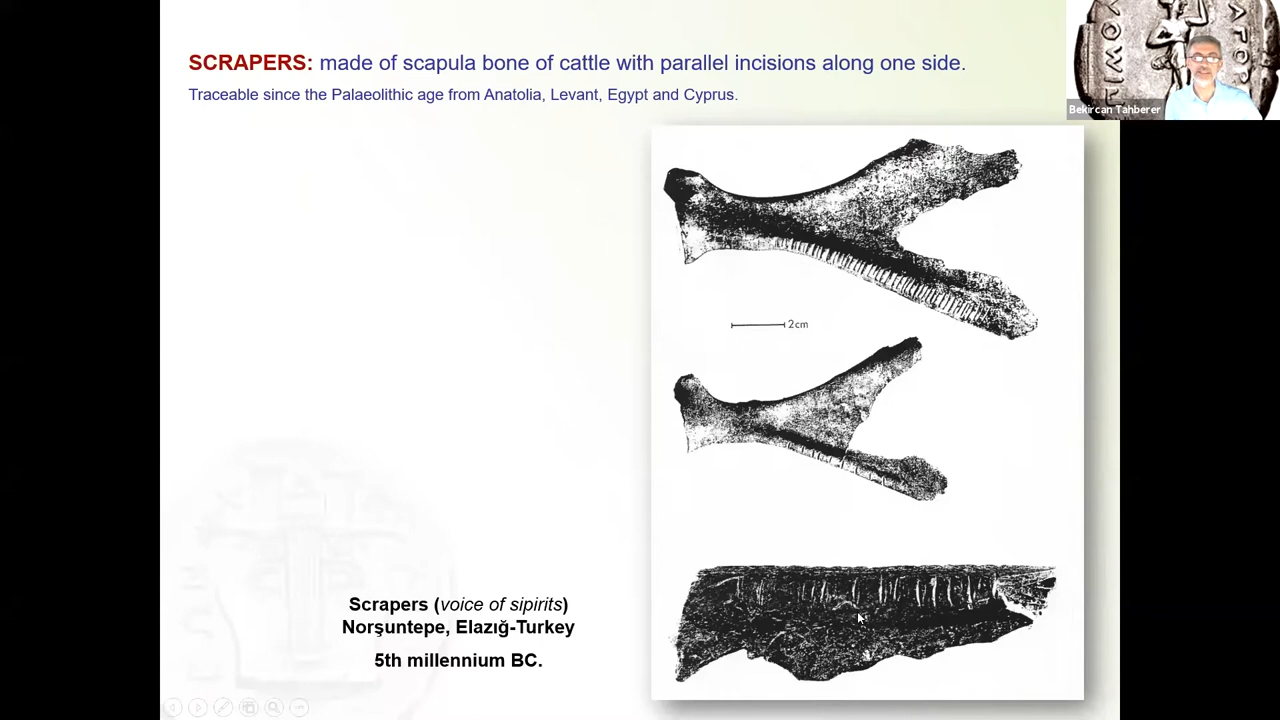 SCRAPERS: made of scapula bone of cattle with parallel incisions along one side.
Traceable since the Palaeolithic age from Anatolia, Levant, Egypt and Cyprus.
Bekircan Tahberer
2cm
Scrapers (voice of sipirits)
Norşuntepe, Elazığ-Turkey
5th millennium BC.